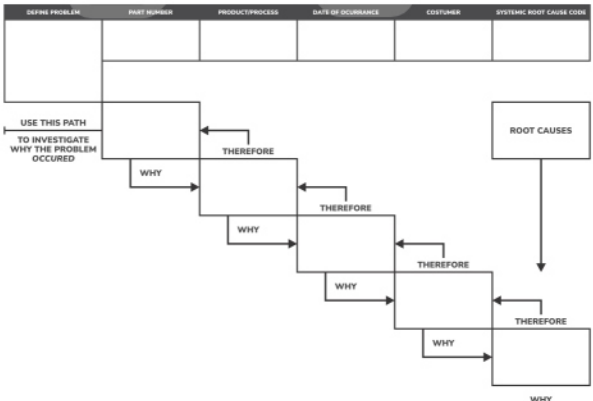 DEFINE PROBLEM PART NUMBER PRODUCT/PROCESS DATE OF OCURRANCE COSTUMER SYSTEMIC ROOT CAUSE CODE
USE THIS PATH
TO INVESTIGATE
WHY THE PROBLEM
OCCURED
ROOT CAUSES
THEREFORE
WHY
THEREFORE
WHY
THEREFORE
WHY
THEREFORE
WHY
WHY